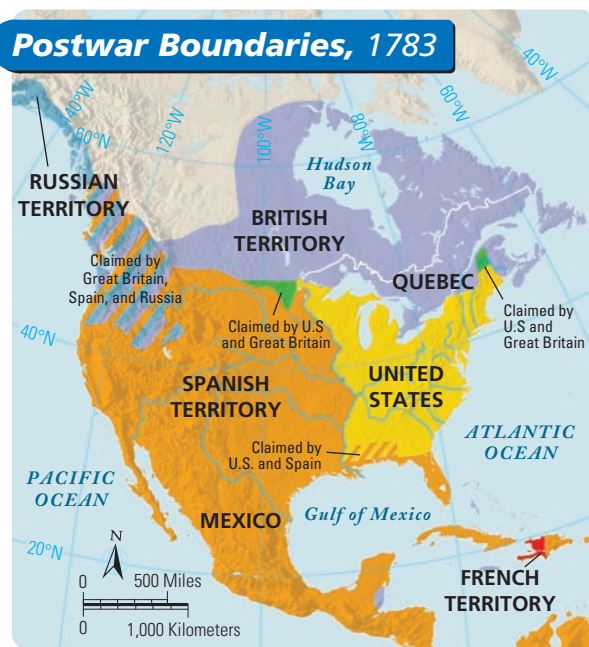 Postwar Boundaries, 1783
40°W
60°W
80°W
100°W
120°W
140°W
60°N
Hudson
Bay
RUSSIAN
TERRITORY
BRITISH
TERRITORY
Claimed by
Great Britain,
Spain, and Russia
QUEBEC
Claimed by
U.S and
Great Britain
Claimed by U.S
and Great Britain
40°N
SPANISH
TERRITORY
UNITED
STATES
Claimed by
U.S. and Spain
ATLANTIC
OCEAN
PACIFIC
OCEAN
MEXICO
Gulf of Mexico
20°N
N
0 500 Miles
0 1,000 Kilometers
FRENCH
TERRITORY